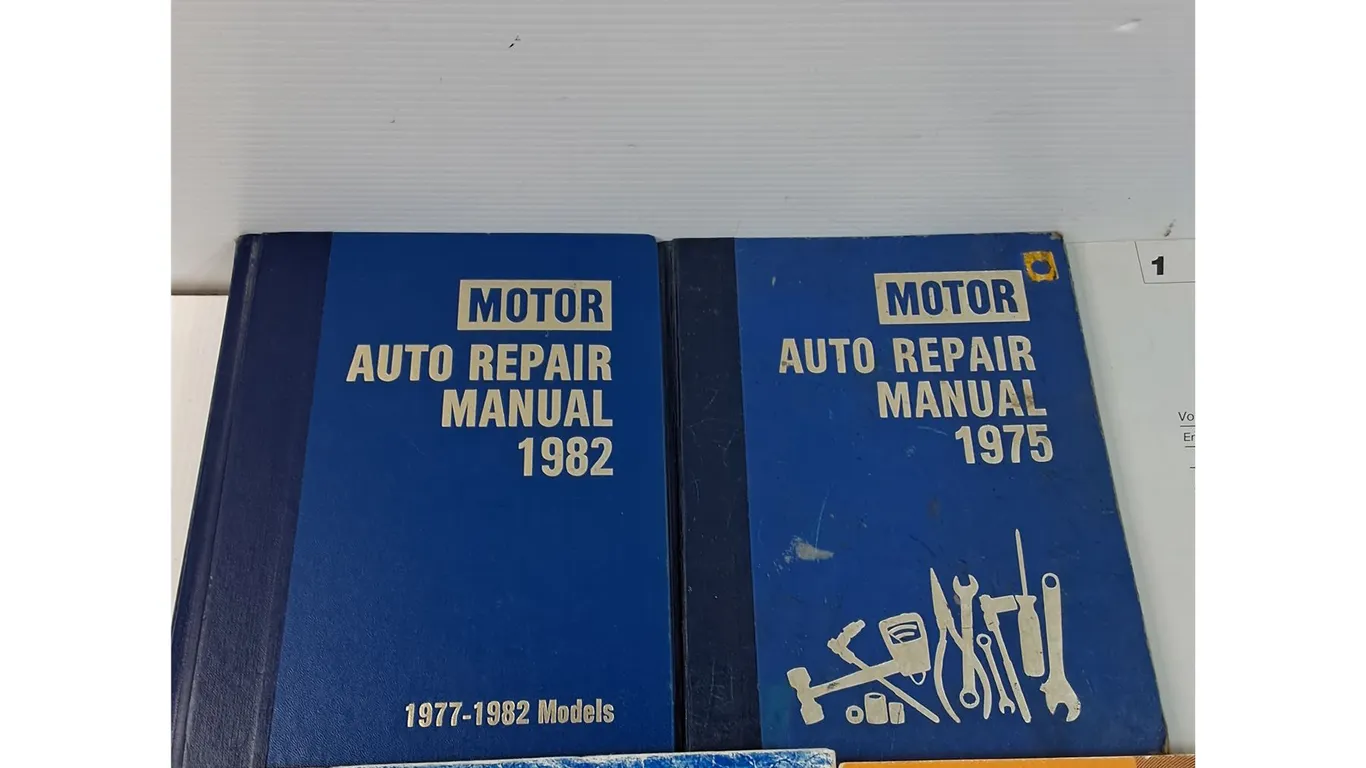 MOTOR
AUTO REPAIR
MANUAL
1982
1977-1982 Models
MOTOR
AUTO REPAIR
MANUAL
1975
1